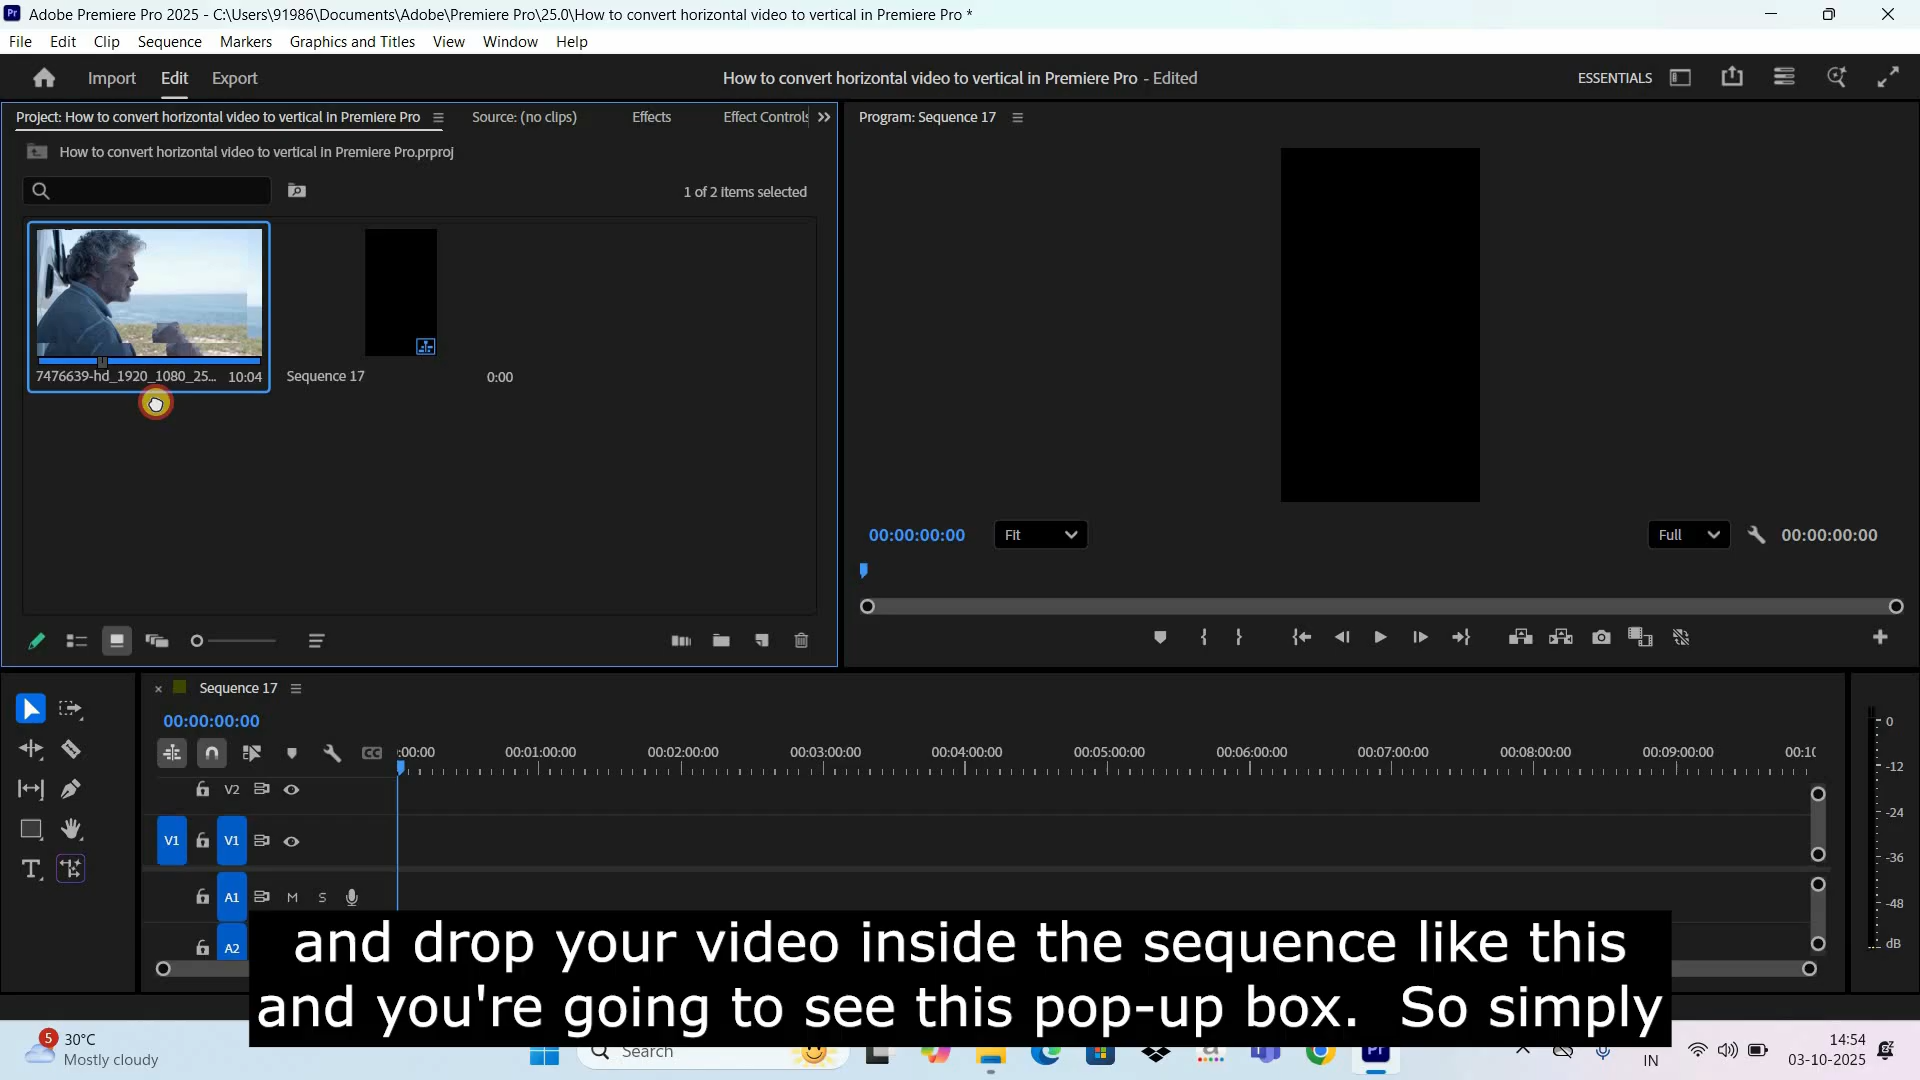 Adobe Premiere Pro 2025 - C:\Users\91986\Documents\Adobe\Premiere Pro\25.0\How to convert horizontal video to vertical in Premiere Pro *
File Edit Clip Sequence Markers Graphics and Titles View Window Help
Import Edit Export
How to convert horizontal video to vertical in Premiere Pro - Edited
ESSENTIALS
Project: How to convert horizontal video to vertical in Premiere Pro
Source: (no clips)
Effects
Effect Controls
Program: Sequence 17
How to convert horizontal video to vertical in Premiere Pro.prproj
1 of 2 items selected
7476639-hd_1920_1080_25... 10:04
Sequence 17 0:00
00:00:00:00
Fit
Full
00:00:00:00
Sequence 17
00:00:00:00
:00:00 00:01:00:00 00:02:00:00 00:03:00:00 00:04:00:00 00:05:00:00 00:06:00:00 00:07:00:00 00:08:00:00 00:09:00:00 00:10
V2
V1 V1
A1 M S
A2
0
-12
-24
-36
-48
dB
and drop your video inside the sequence like this
and you're going to see this pop-up box. So simply
5
30°C
Mostly cloudy
Search
IN
14:54
03-10-2025